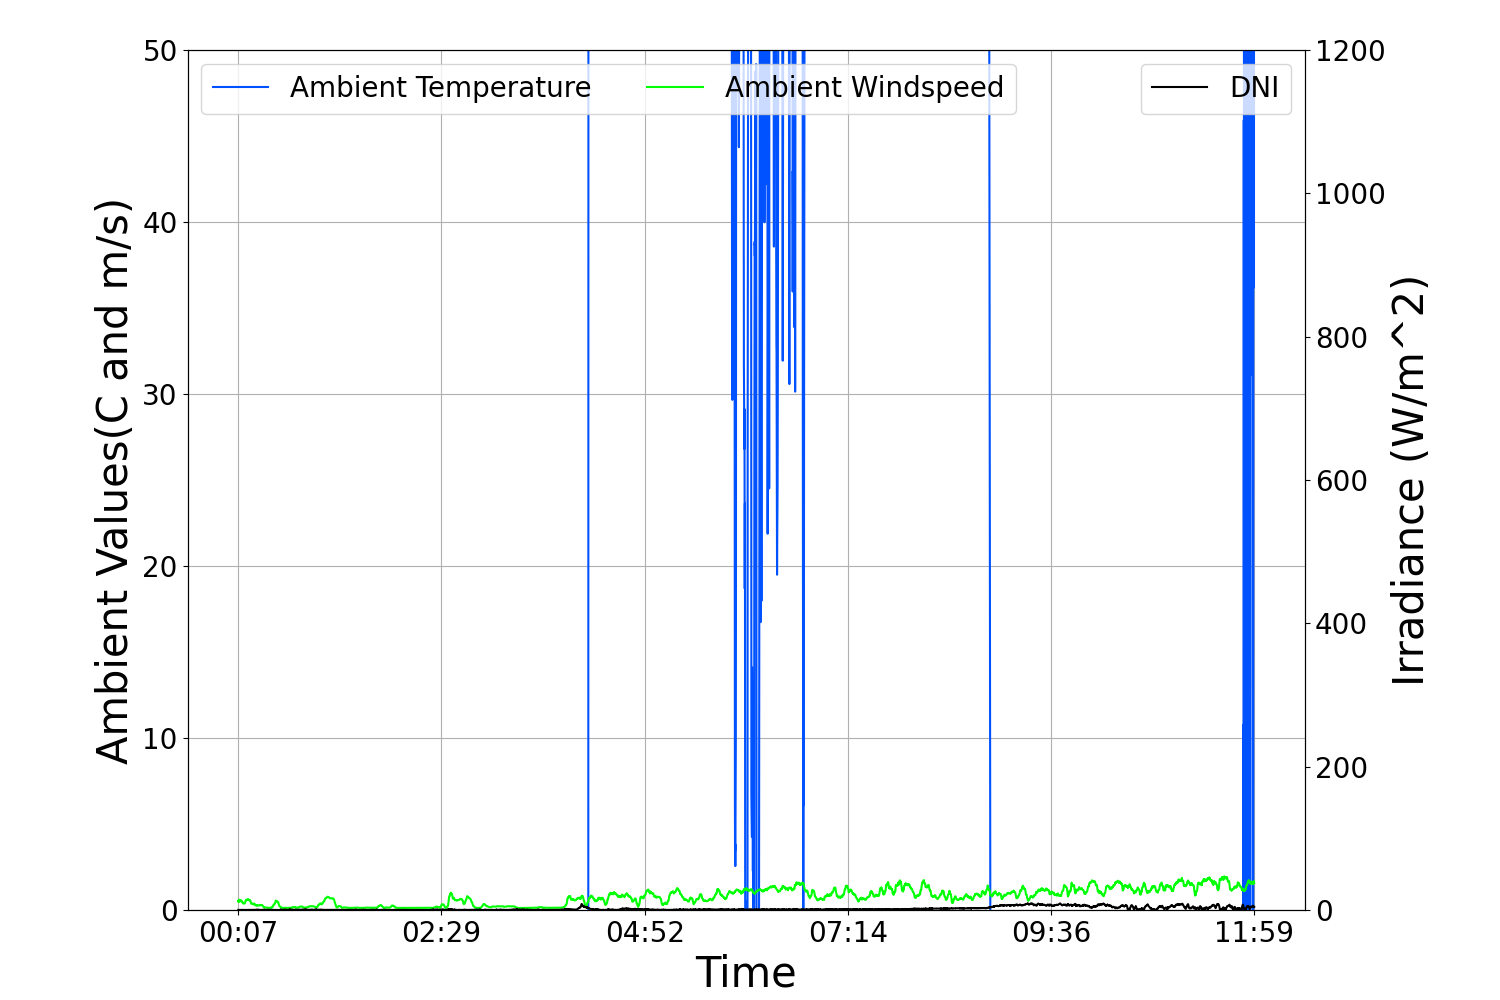 Ambient Temperature Ambient Windspeed DNI
50
40
30
20
10
0
Ambient Values(C and m/s)
1200
1000
800
600
400
200
0
Irradiance (W/m^2)
00:07 02:29 04:52 07:14 09:36 11:59
Time